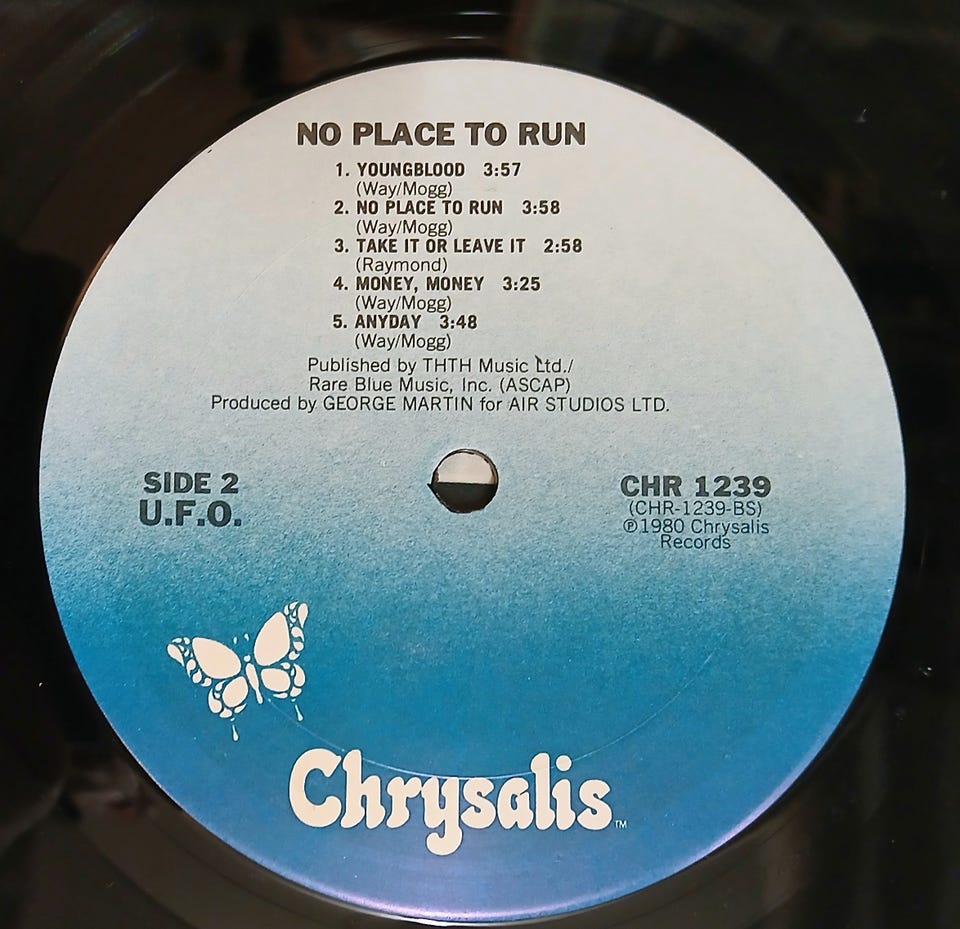 NO PLACE TO RUN
1. YOUNGBLOOD 3:57
(Way/Mogg)
2. NO PLACE TO RUN 3:58
(Way/Mogg)
3. TAKE IT OR LEAVE IT 2:58
(Raymond)
4. MONEY, MONEY 3:25
(Way/Mogg)
5. ANYDAY 3:48
(Way/Mogg)
Published by THTH Music Ltd./
Rare Blue Music, Inc. (ASCAP)
Produced by GEORGE MARTIN for AIR STUDIOS LTD.
SIDE 2
U.F.O.
CHR 1239
(CHR-1239-BS)
℗1980 Chrysalis
Records
Chrysalis™